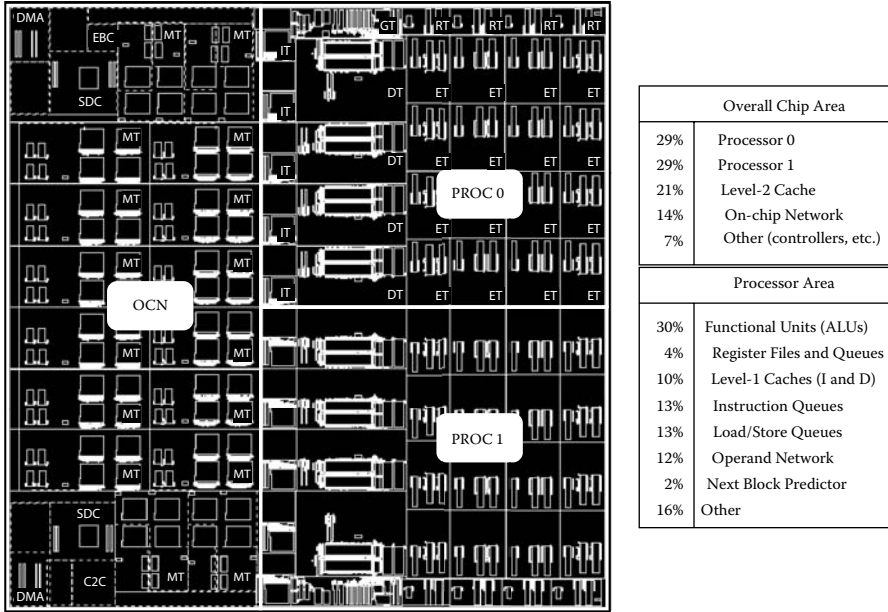 DMA
GT RT RT RT RT
EBC MT MT
IT
DT ET ET ET ET
SDC
IT
MT MT
DT ET ET ET ET
IT
PROC 0
MT MT
DT ET ET ET ET
IT
MT MT
IT
DT ET ET ET ET
OCN
MT MT
MT MT
PROC 1
MT MT
SDC
C2C MT MT
DMA
Overall Chip Area
29% Processor 0
29% Processor 1
21% Level-2 Cache
14% On-chip Network
7% Other (controllers, etc.)
Processor Area
30% Functional Units (ALUs)
4% Register Files and Queues
10% Level-1 Caches (I and D)
13% Instruction Queues
13% Load/Store Queues
12% Operand Network
2% Next Block Predictor
16% Other